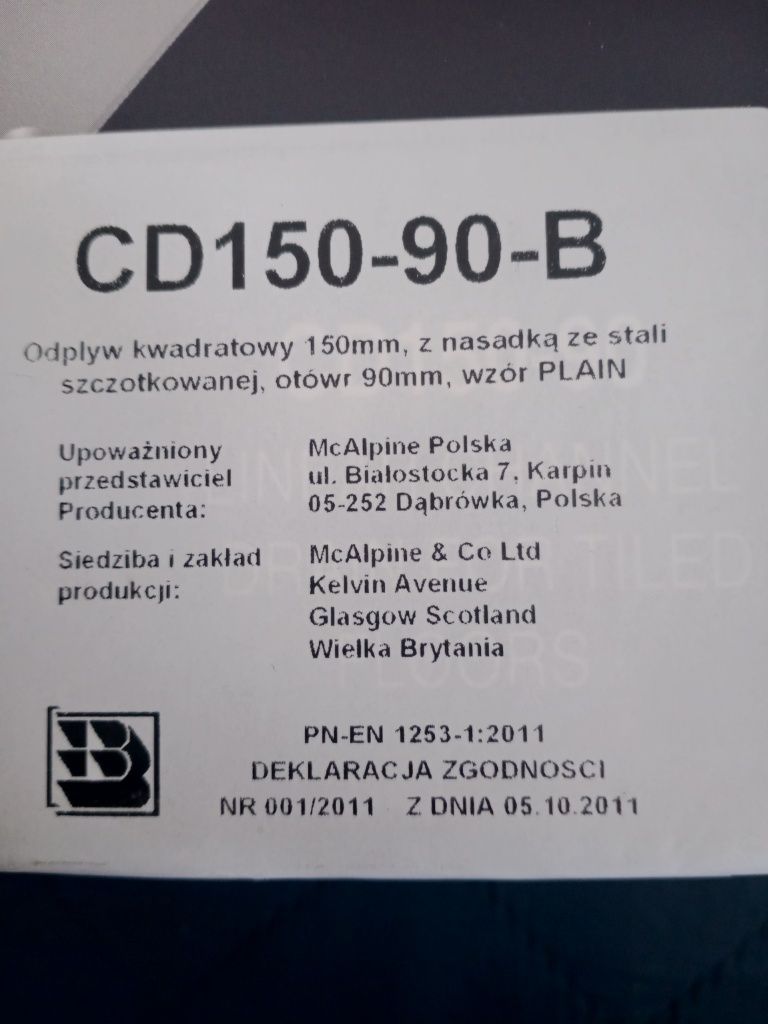 CD150-90-B
Odplyw kwadratowy 150mm, z nasadką ze stali
szczotkowanej, otówr 90mm, wzór PLAIN
Upoważniony
przedstawiciel
Producenta:
McAlpine Polska
ul. Białostocka 7, Karpin
05-252 Dąbrówka, Polska
Siedziba i zakład
produkcji:
McAlpine & Co Ltd
Kelvin Avenue
Glasgow Scotland
Wielka Brytania
B
PN-EN 1253-1:2011
DEKLARACJA ZGODNOSCI
NR 001/2011 Z DNIA 05.10.2011